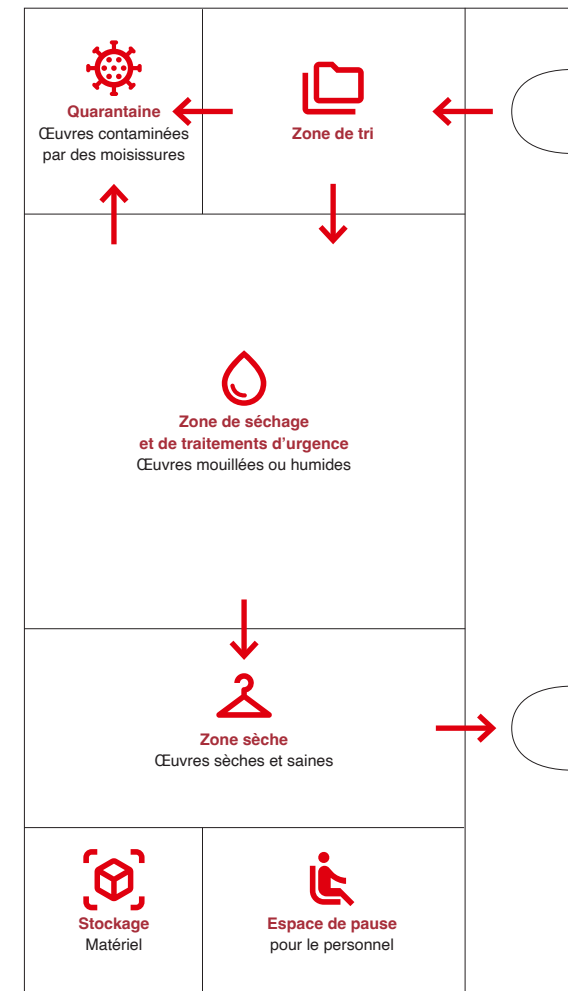 Quarantaine
Œuvres contaminées
par des moisissures
Zone de tri
Zone de séchage
et de traitements d’urgence
Œuvres mouillées ou humides
Zone sèche
Œuvres sèches et saines
Stockage
Matériel
Espace de pause
pour le personnel